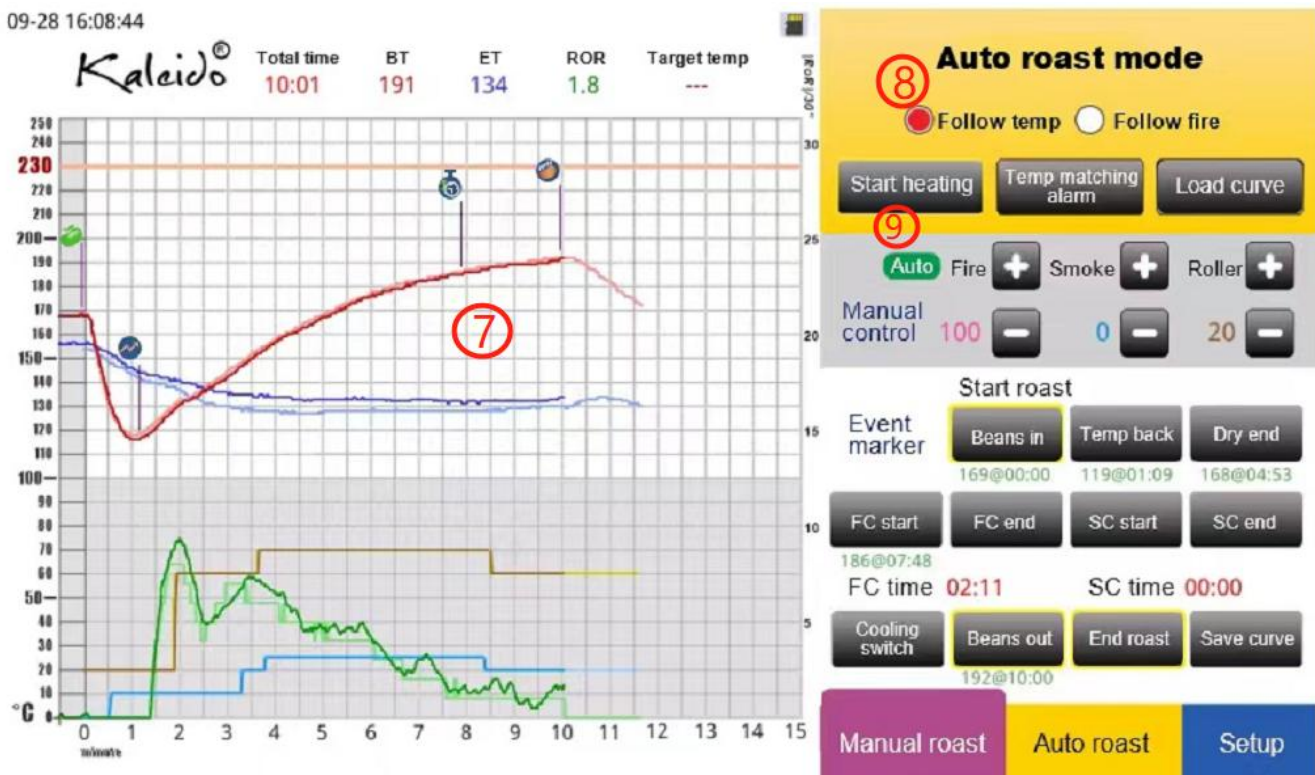 09-28 16:08:44
Kaleido®
Total time BT ET ROR Target temp
10:01 191 134 1.8 ---
|RoR|/30"
250
240
230
220
210
200
190
180
170
160
150
140
130
120
110
100
90
80
70
60
50
40
30
20
10
°C
30
25
20
15
10
5
0 1 2 3 4 5 6 7 8 9 10 11 12 13 14 15
minute
7
Auto roast mode
8
Follow temp Follow fire
Start heating
Temp matching
alarm
Load curve
9
Auto Fire + Smoke + Roller +
Manual
control
100 − 0 − 20 −
Start roast
Event
marker
Beans in Temp back Dry end
169@00:00 119@01:09 168@04:53
FC start FC end SC start SC end
186@07:48
FC time 02:11 SC time 00:00
Cooling
switch
Beans out End roast Save curve
192@10:00
Manual roast Auto roast Setup